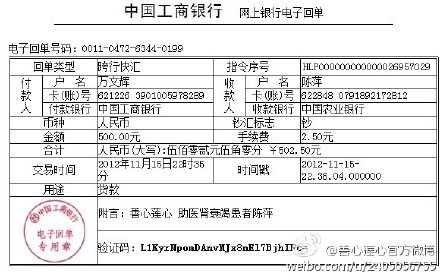 中国工商银行 网上银行电子回单
电子回单号码：0011-0472-6344-0199
回单类型 跨行快汇 指令序号 HLP000000000000026957029
付款人 户名 万文辉 收款人 户名 陈萍
卡(账)号 621226 3901005978289 卡(账)号 622848 0791892172812
付款银行 中国工商银行 收款银行 中国农业银行
币种 人民币 钞汇标志 钞
金额 500.00元 手续费 2.50元
合计 人民币(大写):伍佰零贰元伍角零分 ￥502.50元
交易时间 2012年11月15日22时35分 时间戳 2012-11-15-22.36.04.000000
用途 货款
附言：善心莲心 助医肾衰竭患者陈萍
验证码：
中国工商银行
电子回单
专用章
@善心莲心官方微博
weibo.com/u/2405056755